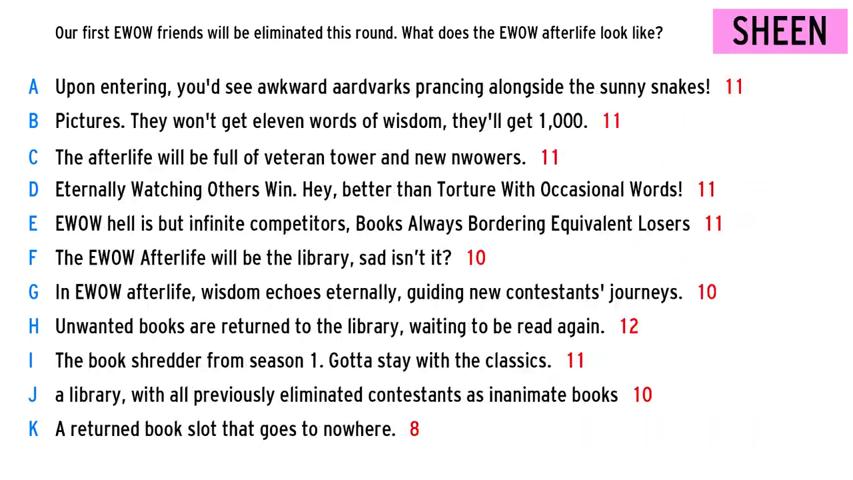 Our first EWOW friends will be eliminated this round. What does the EWOW afterlife look like?
SHEEN
A Upon entering, you'd see awkward aardvarks prancing alongside the sunny snakes! 11
B Pictures. They won't get eleven words of wisdom, they'll get 1,000. 11
C The afterlife will be full of veteran tower and new nwowers. 11
D Eternally Watching Others Win. Hey, better than Torture With Occasional Words! 11
E EWOW hell is but infinite competitors, Books Always Bordering Equivalent Losers 11
F The EWOW Afterlife will be the library, sad isn't it? 10
G In EWOW afterlife, wisdom echoes eternally, guiding new contestants' journeys. 10
H Unwanted books are returned to the library, waiting to be read again. 12
I The book shredder from season 1. Gotta stay with the classics. 11
J a library, with all previously eliminated contestants as inanimate books 10
K A returned book slot that goes to nowhere. 8